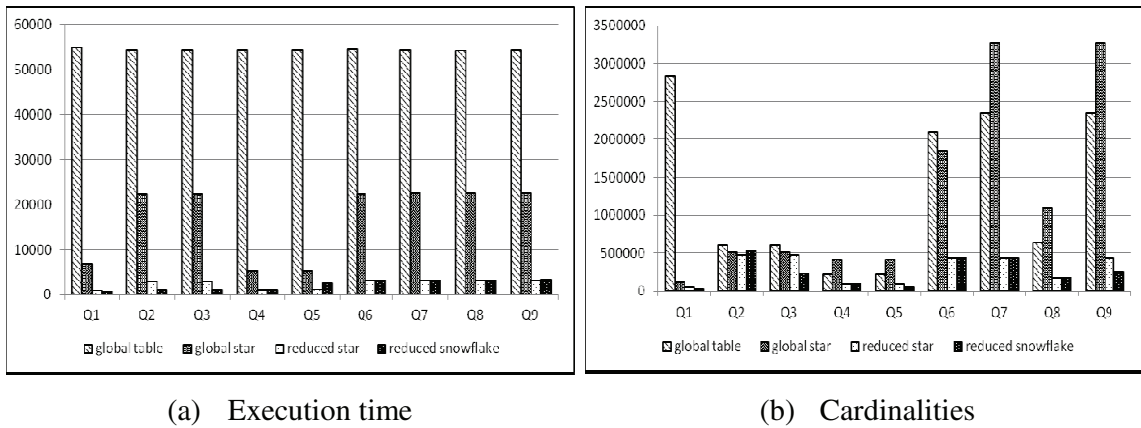 60000
50000
40000
30000
20000
10000
0
Q1 Q2 Q3 Q4 Q5 Q6 Q7 Q8 Q9
global table global star reduced star reduced snowflake
3500000
3000000
2500000
2000000
1500000
1000000
500000
0
Q1 Q2 Q3 Q4 Q5 Q6 Q7 Q8 Q9
global table global star reduced star reduced snowflake
(a) Execution time
(b) Cardinalities